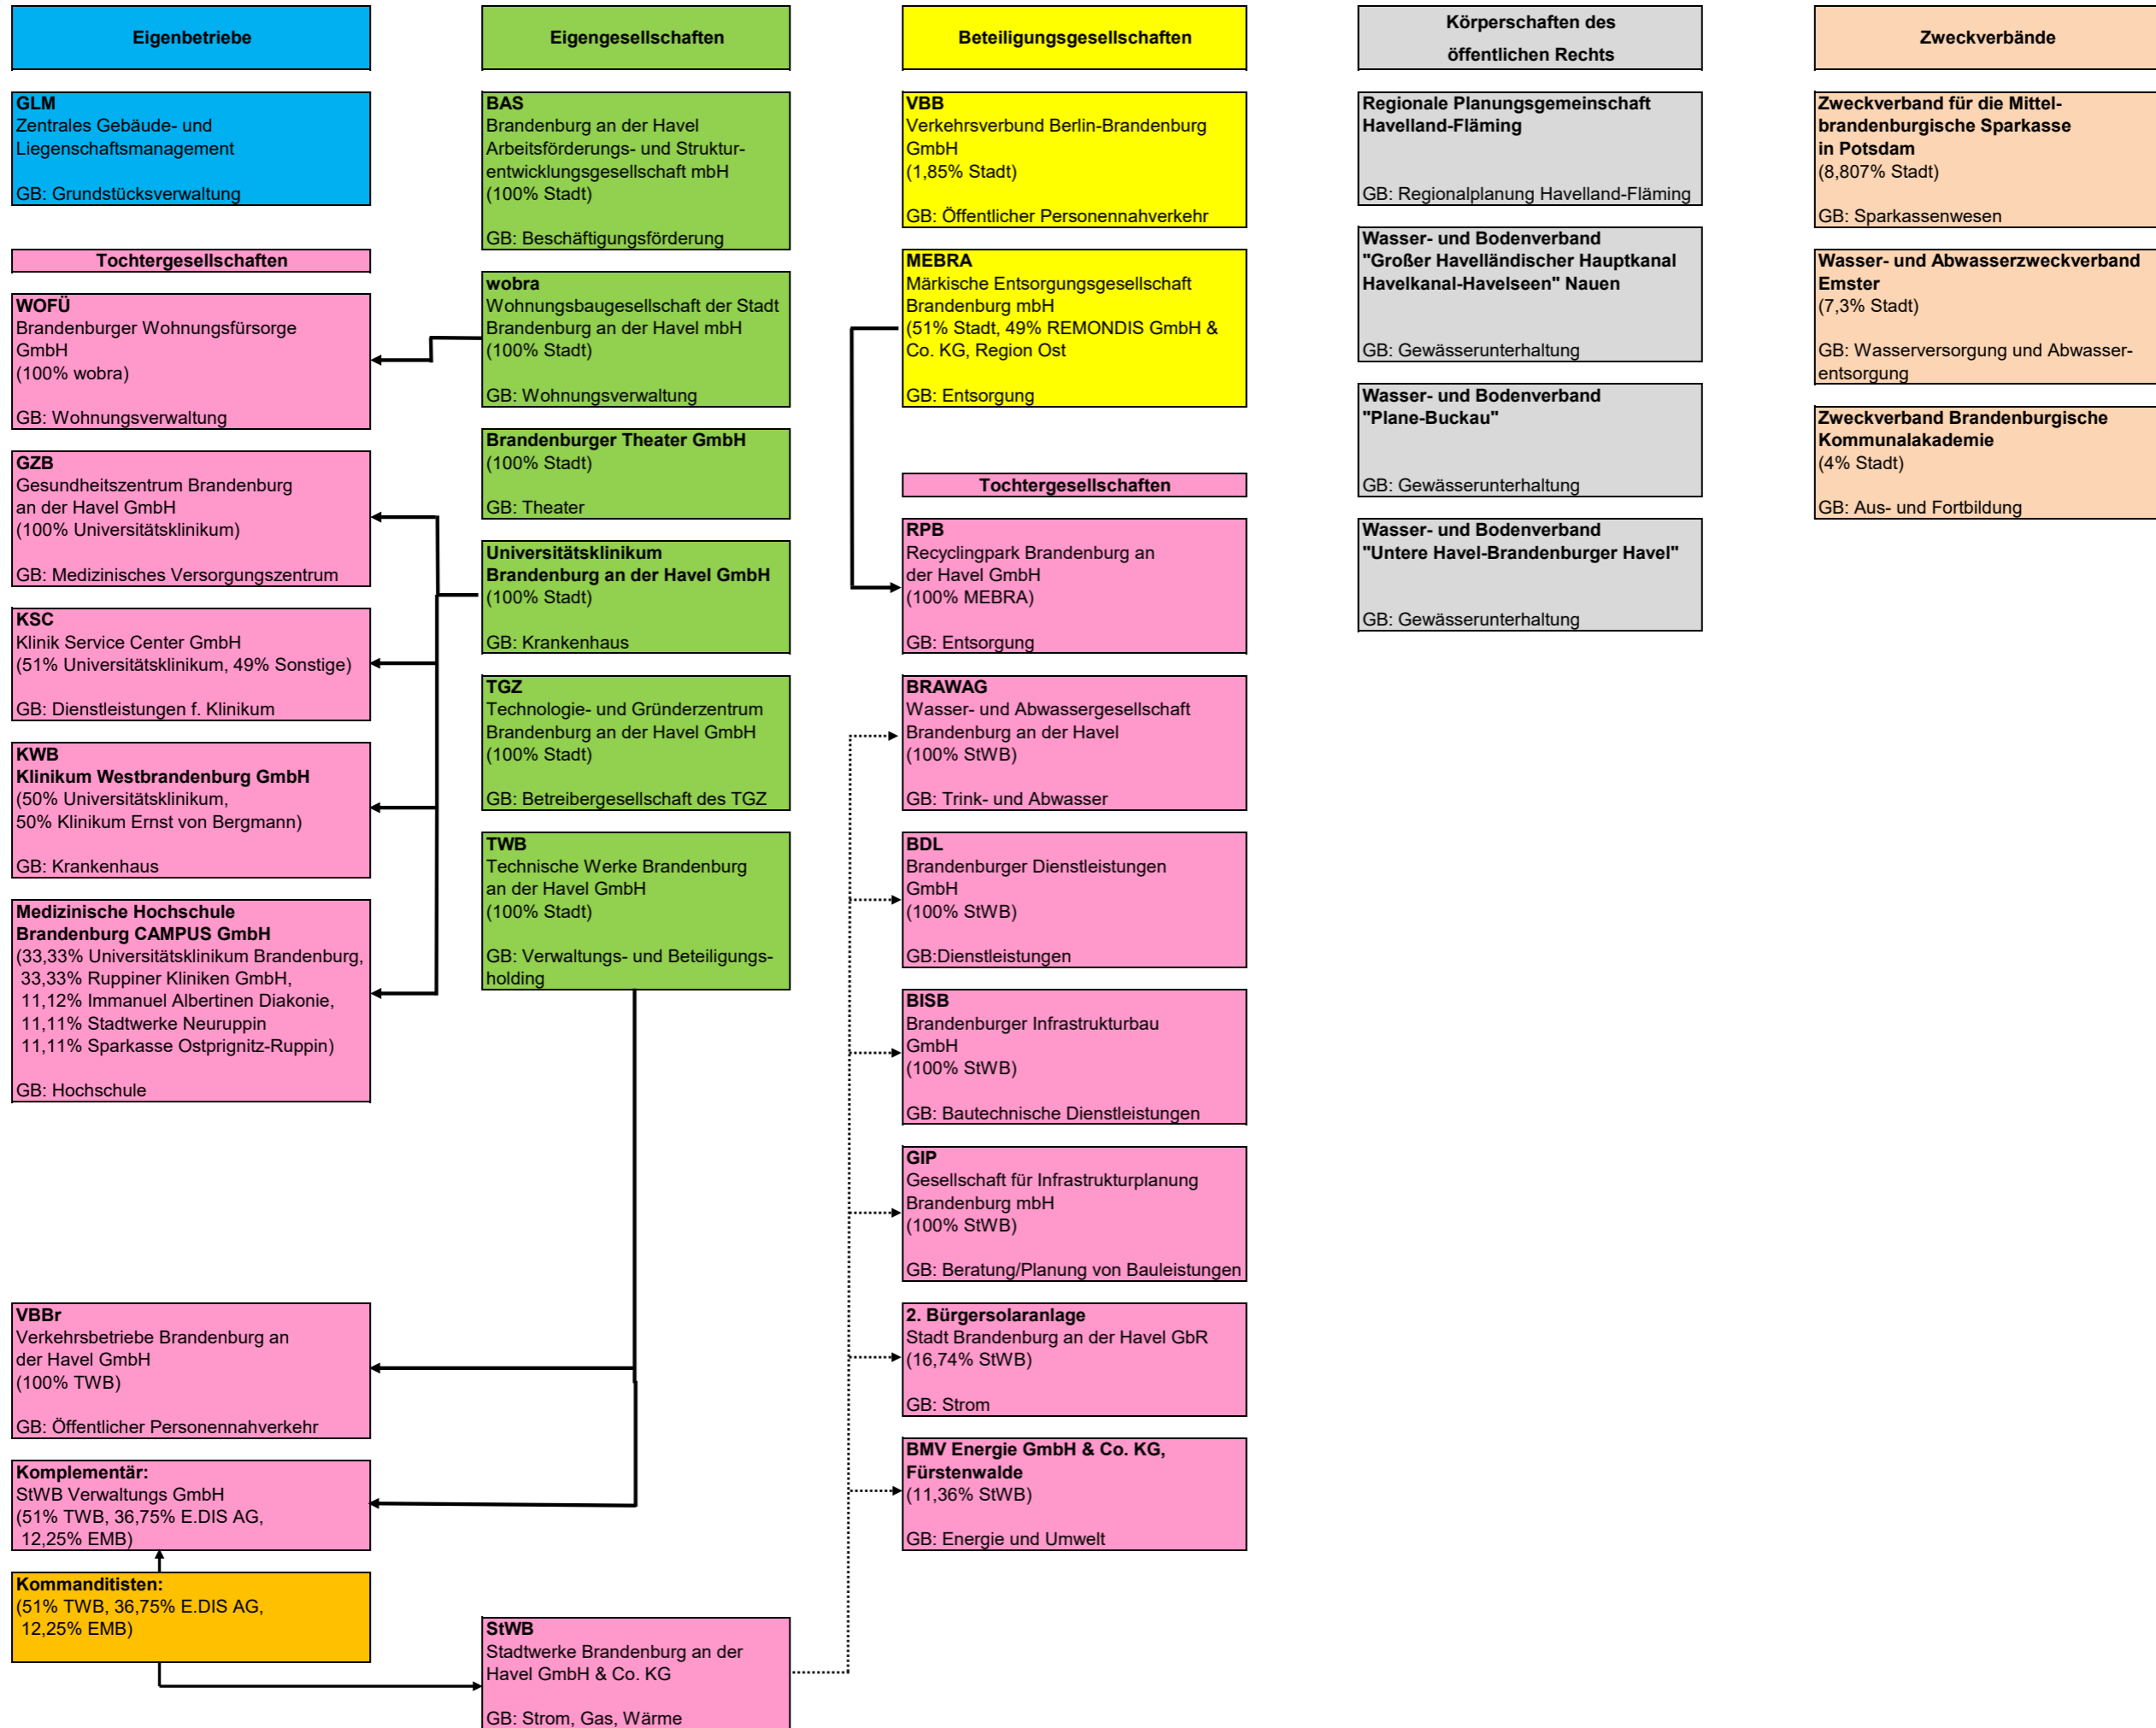 Eigenbetriebe
GLM
Zentrales Gebäude- und
Liegenschaftsmanagement
GB: Grundstücksverwaltung
Tochtergesellschaften
WOFÜ
Brandenburger Wohnungsfürsorge
GmbH
(100% wobra)
GB: Wohnungsverwaltung
GZB
Gesundheitszentrum Brandenburg
an der Havel GmbH
(100% Universitätsklinikum)
GB: Medizinisches Versorgungszentrum
KSC
Klinik Service Center GmbH
(51% Universitätsklinikum, 49% Sonstige)
GB: Dienstleistungen f. Klinikum
KWB
Klinikum Westbrandenburg GmbH
(50% Universitätsklinikum,
50% Klinikum Ernst von Bergmann)
GB: Krankenhaus
Medizinische Hochschule
Brandenburg CAMPUS GmbH
(33,33% Universitätsklinikum Brandenburg,
33,33% Ruppiner Kliniken GmbH,
11,12% Immanuel Albertinen Diakonie,
11,11% Stadtwerke Neuruppin
11,11% Sparkasse Ostprignitz-Ruppin)
GB: Hochschule
VBBr
Verkehrsbetriebe Brandenburg an
der Havel GmbH
(100% TWB)
GB: Öffentlicher Personennahverkehr
Komplementär:
StWB Verwaltungs GmbH
(51% TWB, 36,75% E.DIS AG,
12,25% EMB)
Kommanditisten:
(51% TWB, 36,75% E.DIS AG,
12,25% EMB)
Eigengesellschaften
BAS
Brandenburg an der Havel
Arbeitsförderungs- und Struktur-
entwicklungsgesellschaft mbH
(100% Stadt)
GB: Beschäftigungsförderung
wobra
Wohnungsbaugesellschaft der Stadt
Brandenburg an der Havel mbH
(100% Stadt)
GB: Wohnungsverwaltung
Brandenburger Theater GmbH
(100% Stadt)
GB: Theater
Universitätsklinikum
Brandenburg an der Havel GmbH
(100% Stadt)
GB: Krankenhaus
TGZ
Technologie- und Gründerzentrum
Brandenburg an der Havel GmbH
(100% Stadt)
GB: Betreibergesellschaft des TGZ
TWB
Technische Werke Brandenburg
an der Havel GmbH
(100% Stadt)
GB: Verwaltungs- und Beteiligungs-
holding
StWB
Stadtwerke Brandenburg an der
Havel GmbH & Co. KG
GB: Strom, Gas, Wärme
Beteiligungsgesellschaften
VBB
Verkehrsverbund Berlin-Brandenburg
GmbH
(1,85% Stadt)
GB: Öffentlicher Personennahverkehr
MEBRA
Märkische Entsorgungsgesellschaft
Brandenburg mbH
(51% Stadt, 49% REMONDIS GmbH &
Co. KG, Region Ost
GB: Entsorgung
Tochtergesellschaften
RPB
Recyclingpark Brandenburg an
der Havel GmbH
(100% MEBRA)
GB: Entsorgung
BRAWAG
Wasser- und Abwassergesellschaft
Brandenburg an der Havel
(100% StWB)
GB: Trink- und Abwasser
BDL
Brandenburger Dienstleistungen
GmbH
(100% StWB)
GB:Dienstleistungen
BISB
Brandenburger Infrastrukturbau
GmbH
(100% StWB)
GB: Bautechnische Dienstleistungen
GIP
Gesellschaft für Infrastrukturplanung
Brandenburg mbH
(100% StWB)
GB: Beratung/Planung von Bauleistungen
2. Bürgersolaranlage
Stadt Brandenburg an der Havel GbR
(16,74% StWB)
GB: Strom
BMV Energie GmbH & Co. KG,
Fürstenwalde
(11,36% StWB)
GB: Energie und Umwelt
Körperschaften des
öffentlichen Rechts
Regionale Planungsgemeinschaft
Havelland-Fläming
GB: Regionalplanung Havelland-Fläming
Wasser- und Bodenverband
"Großer Havelländischer Hauptkanal
Havelkanal-Havelseen" Nauen
GB: Gewässerunterhaltung
Wasser- und Bodenverband
"Plane-Buckau"
GB: Gewässerunterhaltung
Wasser- und Bodenverband
"Untere Havel-Brandenburger Havel"
GB: Gewässerunterhaltung
Zweckverbände
Zweckverband für die Mittel-
brandenburgische Sparkasse
in Potsdam
(8,807% Stadt)
GB: Sparkassenwesen
Wasser- und Abwasserzweckverband
Emster
(7,3% Stadt)
GB: Wasserversorgung und Abwasser-
entsorgung
Zweckverband Brandenburgische
Kommunalakademie
(4% Stadt)
GB: Aus- und Fortbildung